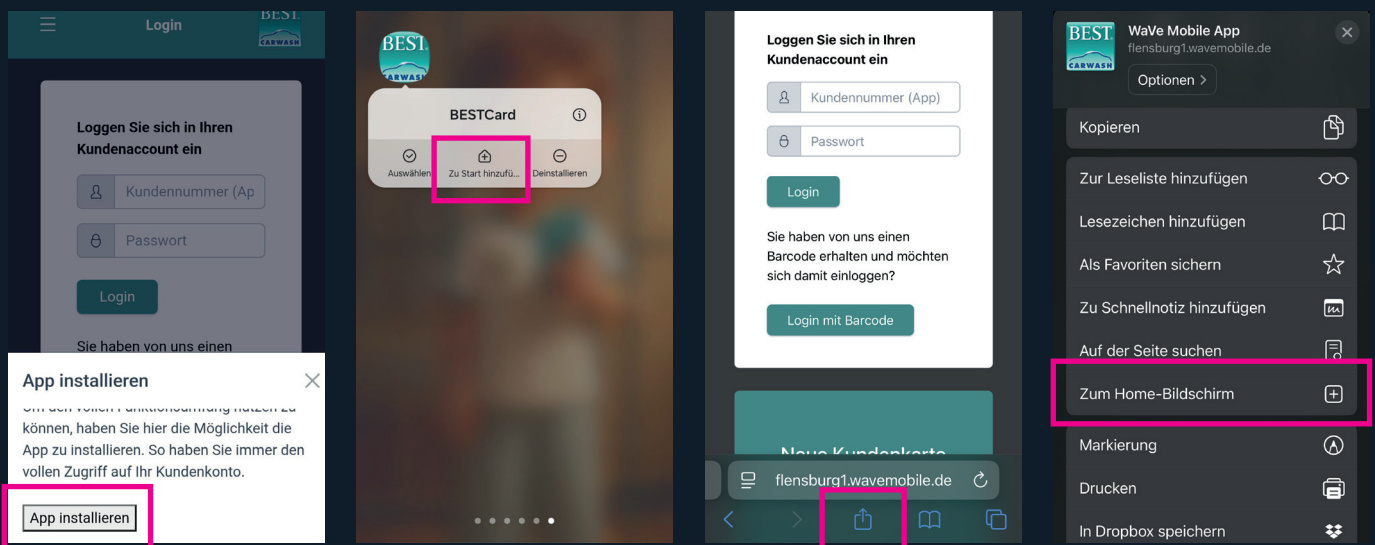 Login
BEST.
CARWASH
Loggen Sie sich in Ihren
Kundenaccount ein
Kundennummer (Ap
Passwort
Login
Sie haben von uns einen
App installieren
Um den vollen Funktionsumfang nutzen zu
können, haben Sie hier die Möglichkeit die
App zu installieren. So haben Sie immer den
vollen Zugriff auf Ihr Kundenkonto.
App installieren
BEST.
CARWASH
BESTCard
Auswählen
Zu Start hinzufü...
Deinstallieren
Loggen Sie sich in Ihren
Kundenaccount ein
Kundennummer (App)
Passwort
Login
Sie haben von uns einen
Barcode erhalten und möchten
sich damit einloggen?
Login mit Barcode
Neue Kundenkarte
flensburg1.wavemobile.de
BEST.
CARWASH
WaVe Mobile App
flensburg1.wavemobile.de
Optionen >
Kopieren
Zur Leseliste hinzufügen
Lesezeichen hinzufügen
Als Favoriten sichern
Zu Schnellnotiz hinzufügen
Auf der Seite suchen
Zum Home-Bildschirm
Markierung
Drucken
In Dropbox speichern